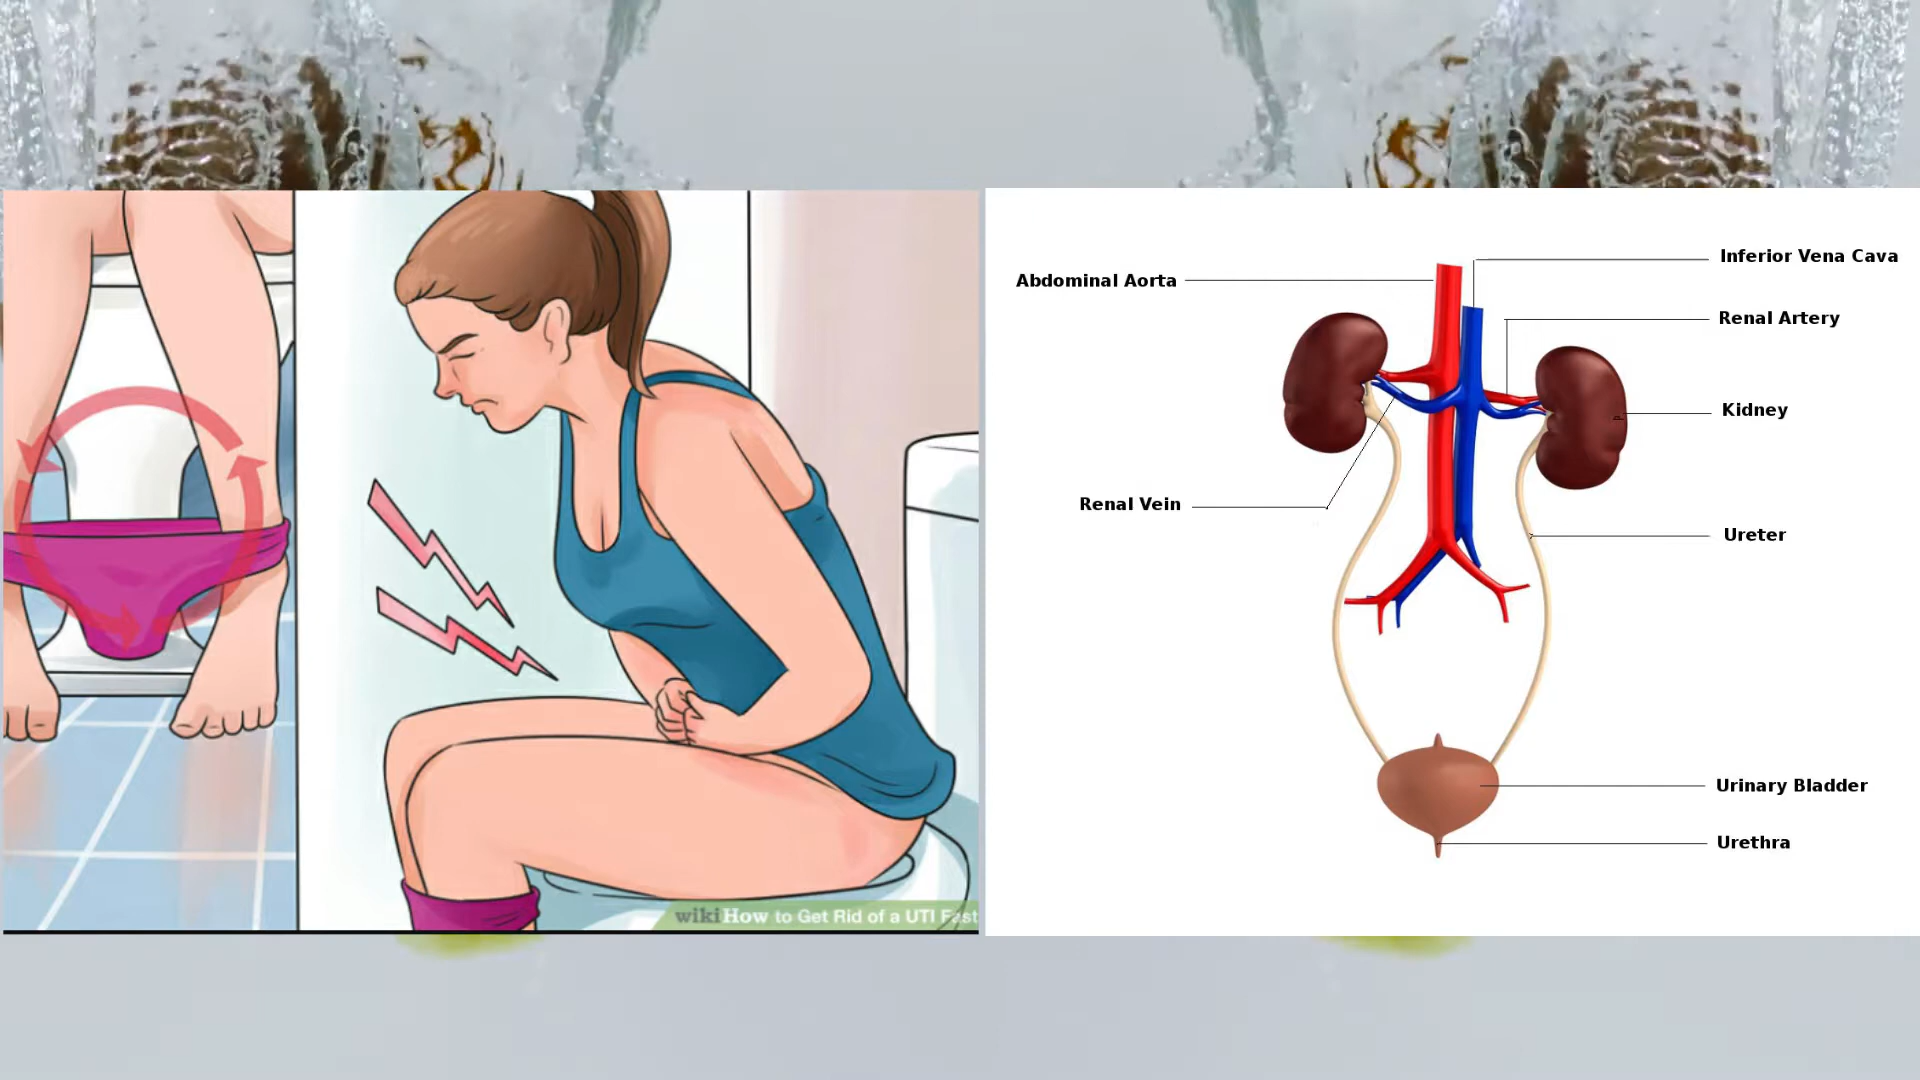 Inferior Vena Cava
Abdominal Aorta
Renal Artery
Kidney
Renal Vein
Ureter
Urinary Bladder
Urethra
wikiHow to Get Rid of a UTI Fast